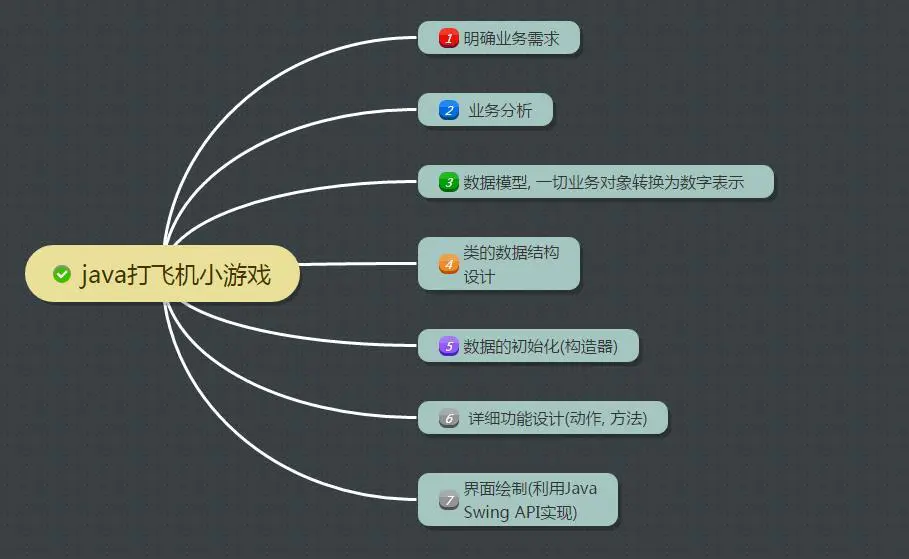 1 明确业务需求
2 业务分析
3 数据模型, 一切业务对象转换为数字表示
java打飞机小游戏
4 类的数据结构
设计
5 数据的初始化(构造器)
6 详细功能设计(动作, 方法)
7 界面绘制(利用Java
Swing API实现)